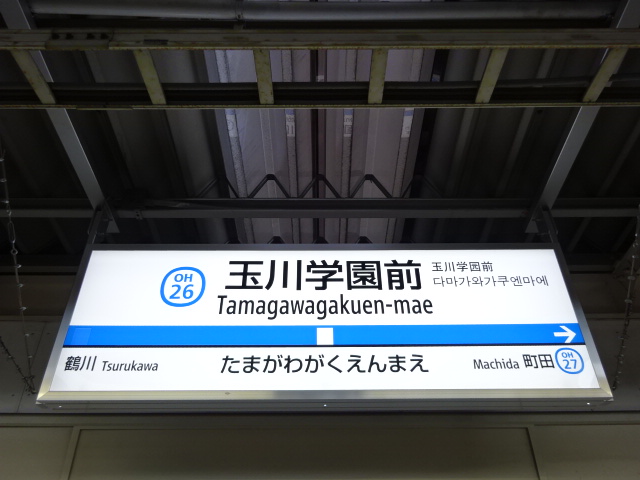 OH
26
玉川学園前
Tamagawagakuen-mae
玉川学园前
다마가와가쿠엔마에
鶴川 Tsurukawa
たまがわがくえんまえ
Machida 町田
OH
27